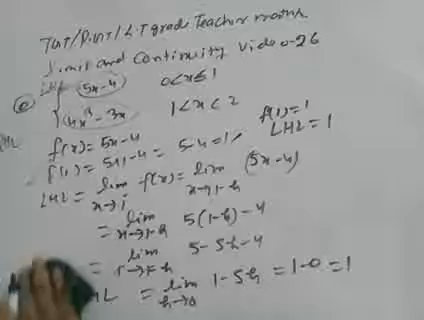 TGT/PGT/LT grade Teacher maths
Limit and Continuity Video-26
(5x-4) 0<x≤1
4x³-3x 1<x<2
f(x)=5x-4 f(1)=1
f(1)=5×1-4=5-4=1 LHL=1
LHL = lim x→1 f(x) = lim x→1-h (5x-4)
= lim x→1-h 5(1-h)-4
= lim 5-5h-4
HL = lim h→0 1-5h = 1-0 = 1